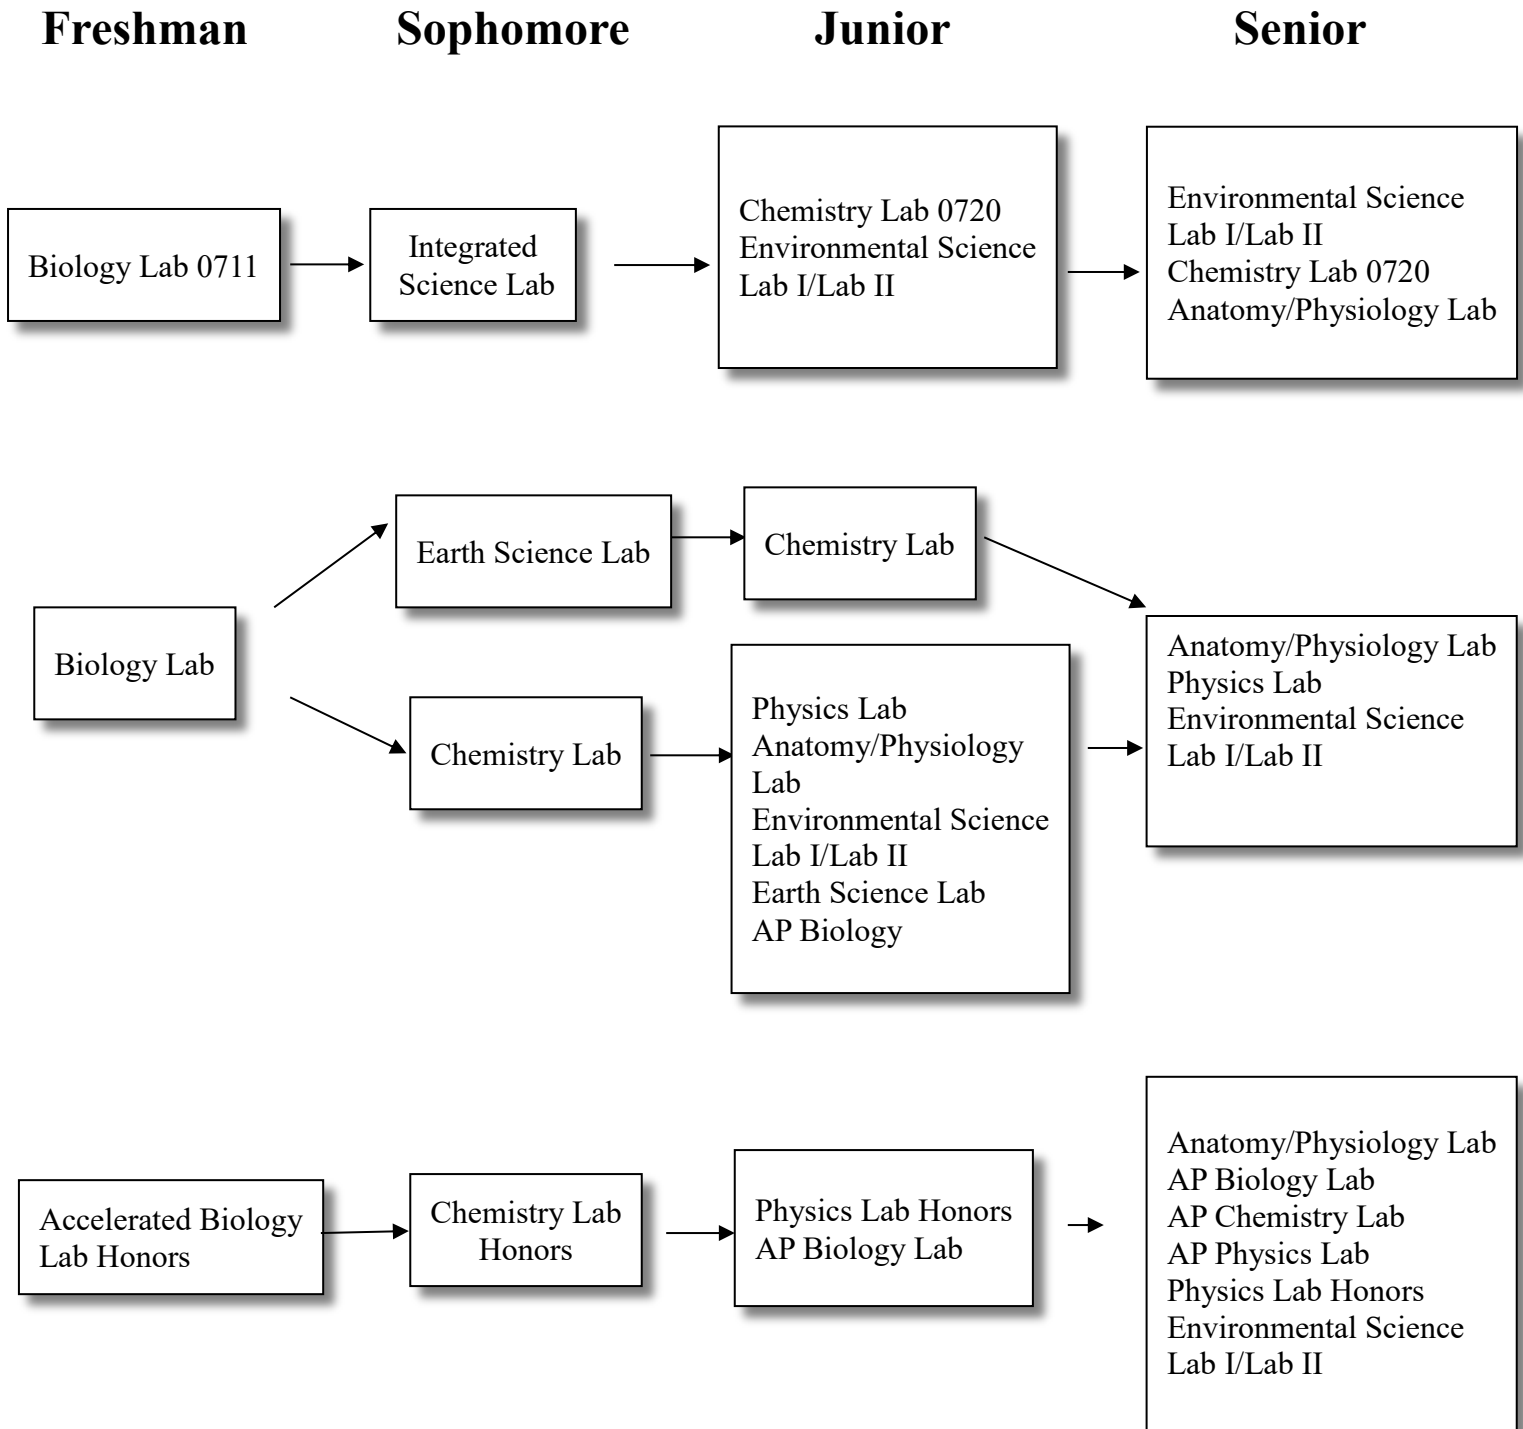 Freshman Sophomore Junior Senior
Biology Lab 0711
Integrated
Science Lab
Chemistry Lab 0720
Environmental Science
Lab I/Lab II
Environmental Science
Lab I/Lab II
Chemistry Lab 0720
Anatomy/Physiology Lab
Biology Lab
Earth Science Lab
Chemistry Lab
Chemistry Lab
Physics Lab
Anatomy/Physiology
Lab
Environmental Science
Lab I/Lab II
Earth Science Lab
AP Biology
Anatomy/Physiology Lab
Physics Lab
Environmental Science
Lab I/Lab II
Accelerated Biology
Lab Honors
Chemistry Lab
Honors
Physics Lab Honors
AP Biology Lab
Anatomy/Physiology Lab
AP Biology Lab
AP Chemistry Lab
AP Physics Lab
Physics Lab Honors
Environmental Science
Lab I/Lab II